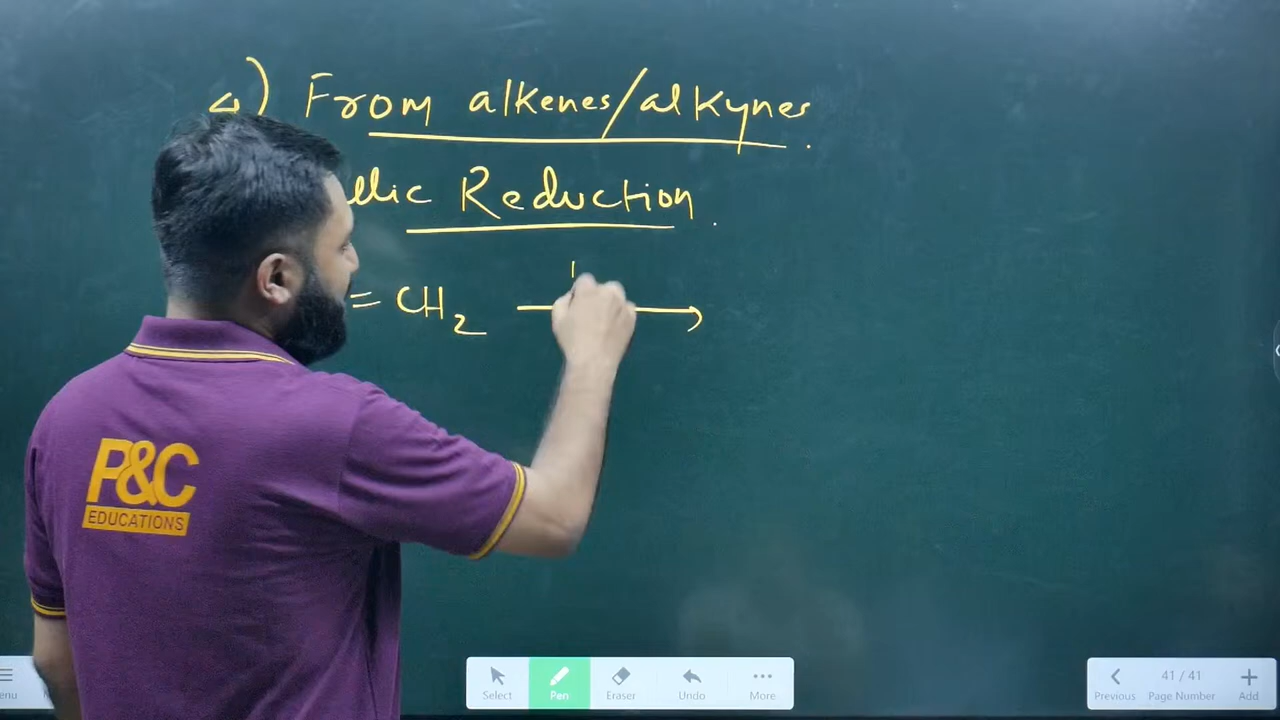 4) From alkenes/alkynes.
llic Reduction.
= CH2
P&C
EDUCATIONS
Select Pen Eraser Undo More
41 / 41
Previous Page Number Add